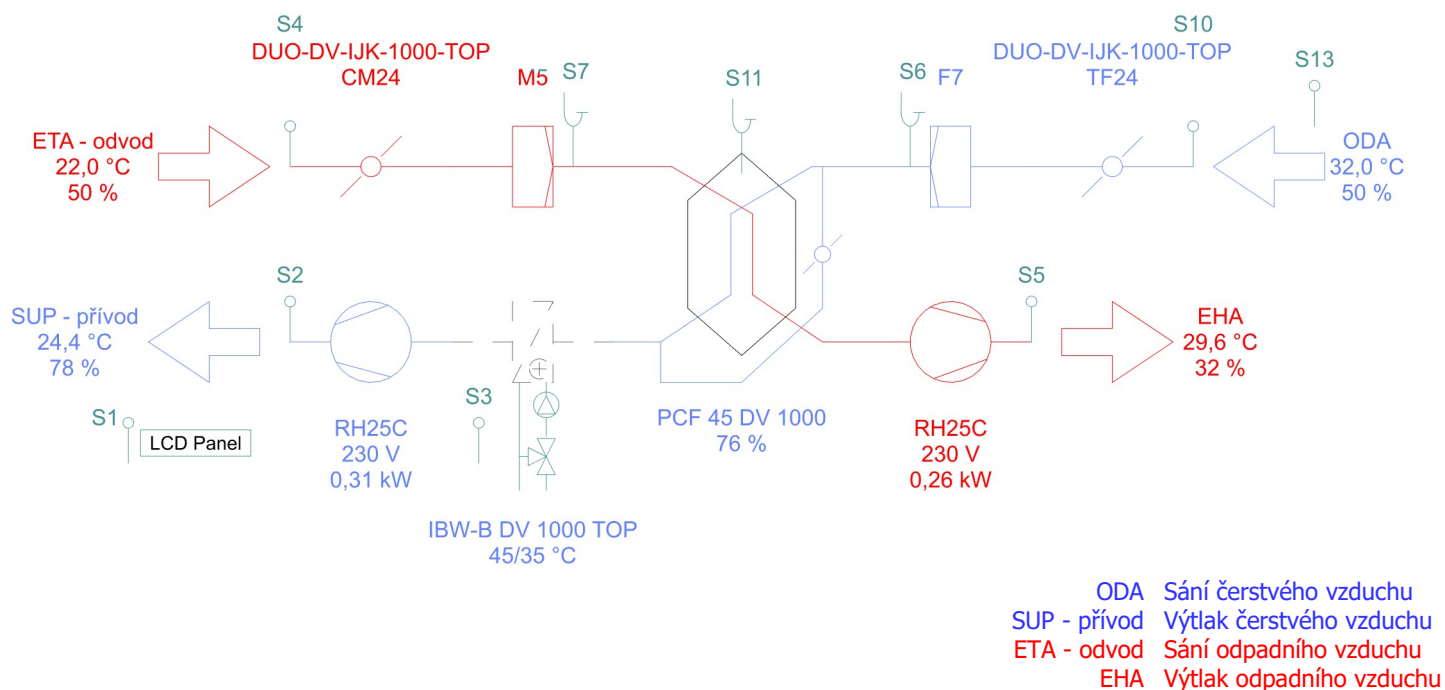 S4
DUO-DV-IJK-1000-TOP
CM24
M5
S7
S11
S6
F7
S10
DUO-DV-IJK-1000-TOP
TF24
S13
ETA - odvod
22,0 °C
50 %
ODA
32,0 °C
50 %
S2
S5
SUP - přívod
24,4 °C
78 %
EHA
29,6 °C
32 %
S1
LCD Panel
RH25C
230 V
0,31 kW
S3
PCF 45 DV 1000
76 %
RH25C
230 V
0,26 kW
IBW-B DV 1000 TOP
45/35 °C
ODA Sání čerstvého vzduchu
SUP - přívod Výtlak čerstvého vzduchu
ETA - odvod Sání odpadního vzduchu
EHA Výtlak odpadního vzduchu